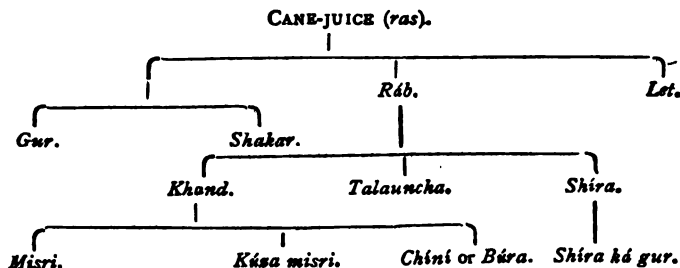 CANE-JUICE (ras).
Ráb. Let.
Gur. Shakar.
Khand. Talauncha. Shíra.
Misri. Kúza misri. Chíní or Búra. Shíra ká gur.